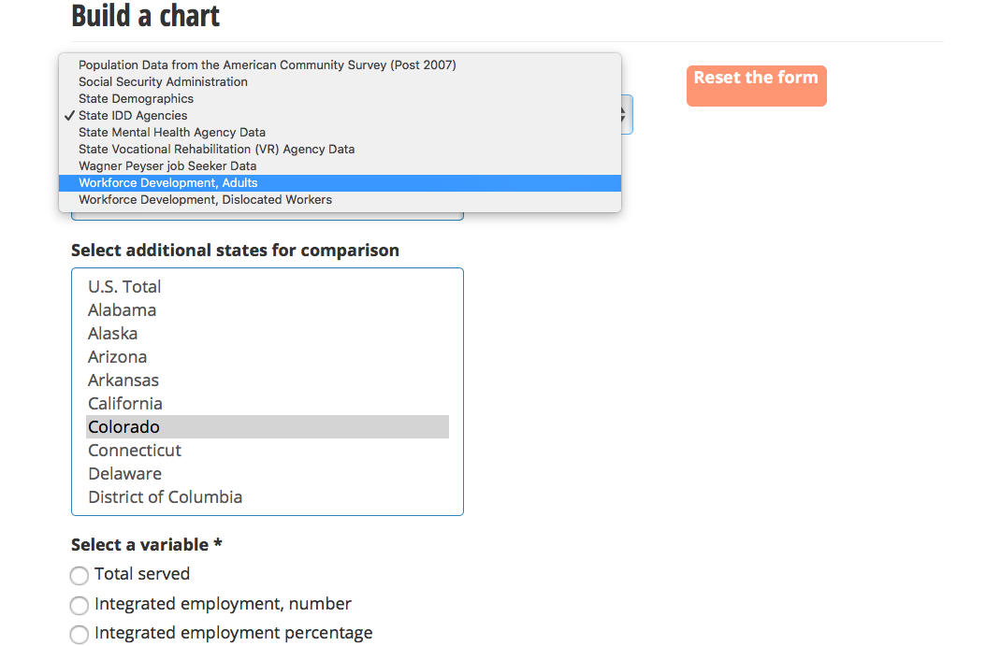 Build a chart
Population Data from the American Community Survey (Post 2007)
Social Security Administration
State Demographics
✓ State IDD Agencies
State Mental Health Agency Data
State Vocational Rehabilitation (VR) Agency Data
Wagner Peyser job Seeker Data
Workforce Development, Adults
Workforce Development, Dislocated Workers
Reset the form
Select additional states for comparison
U.S. Total
Alabama
Alaska
Arizona
Arkansas
California
Colorado
Connecticut
Delaware
District of Columbia
Select a variable *
Total served
Integrated employment, number
Integrated employment percentage